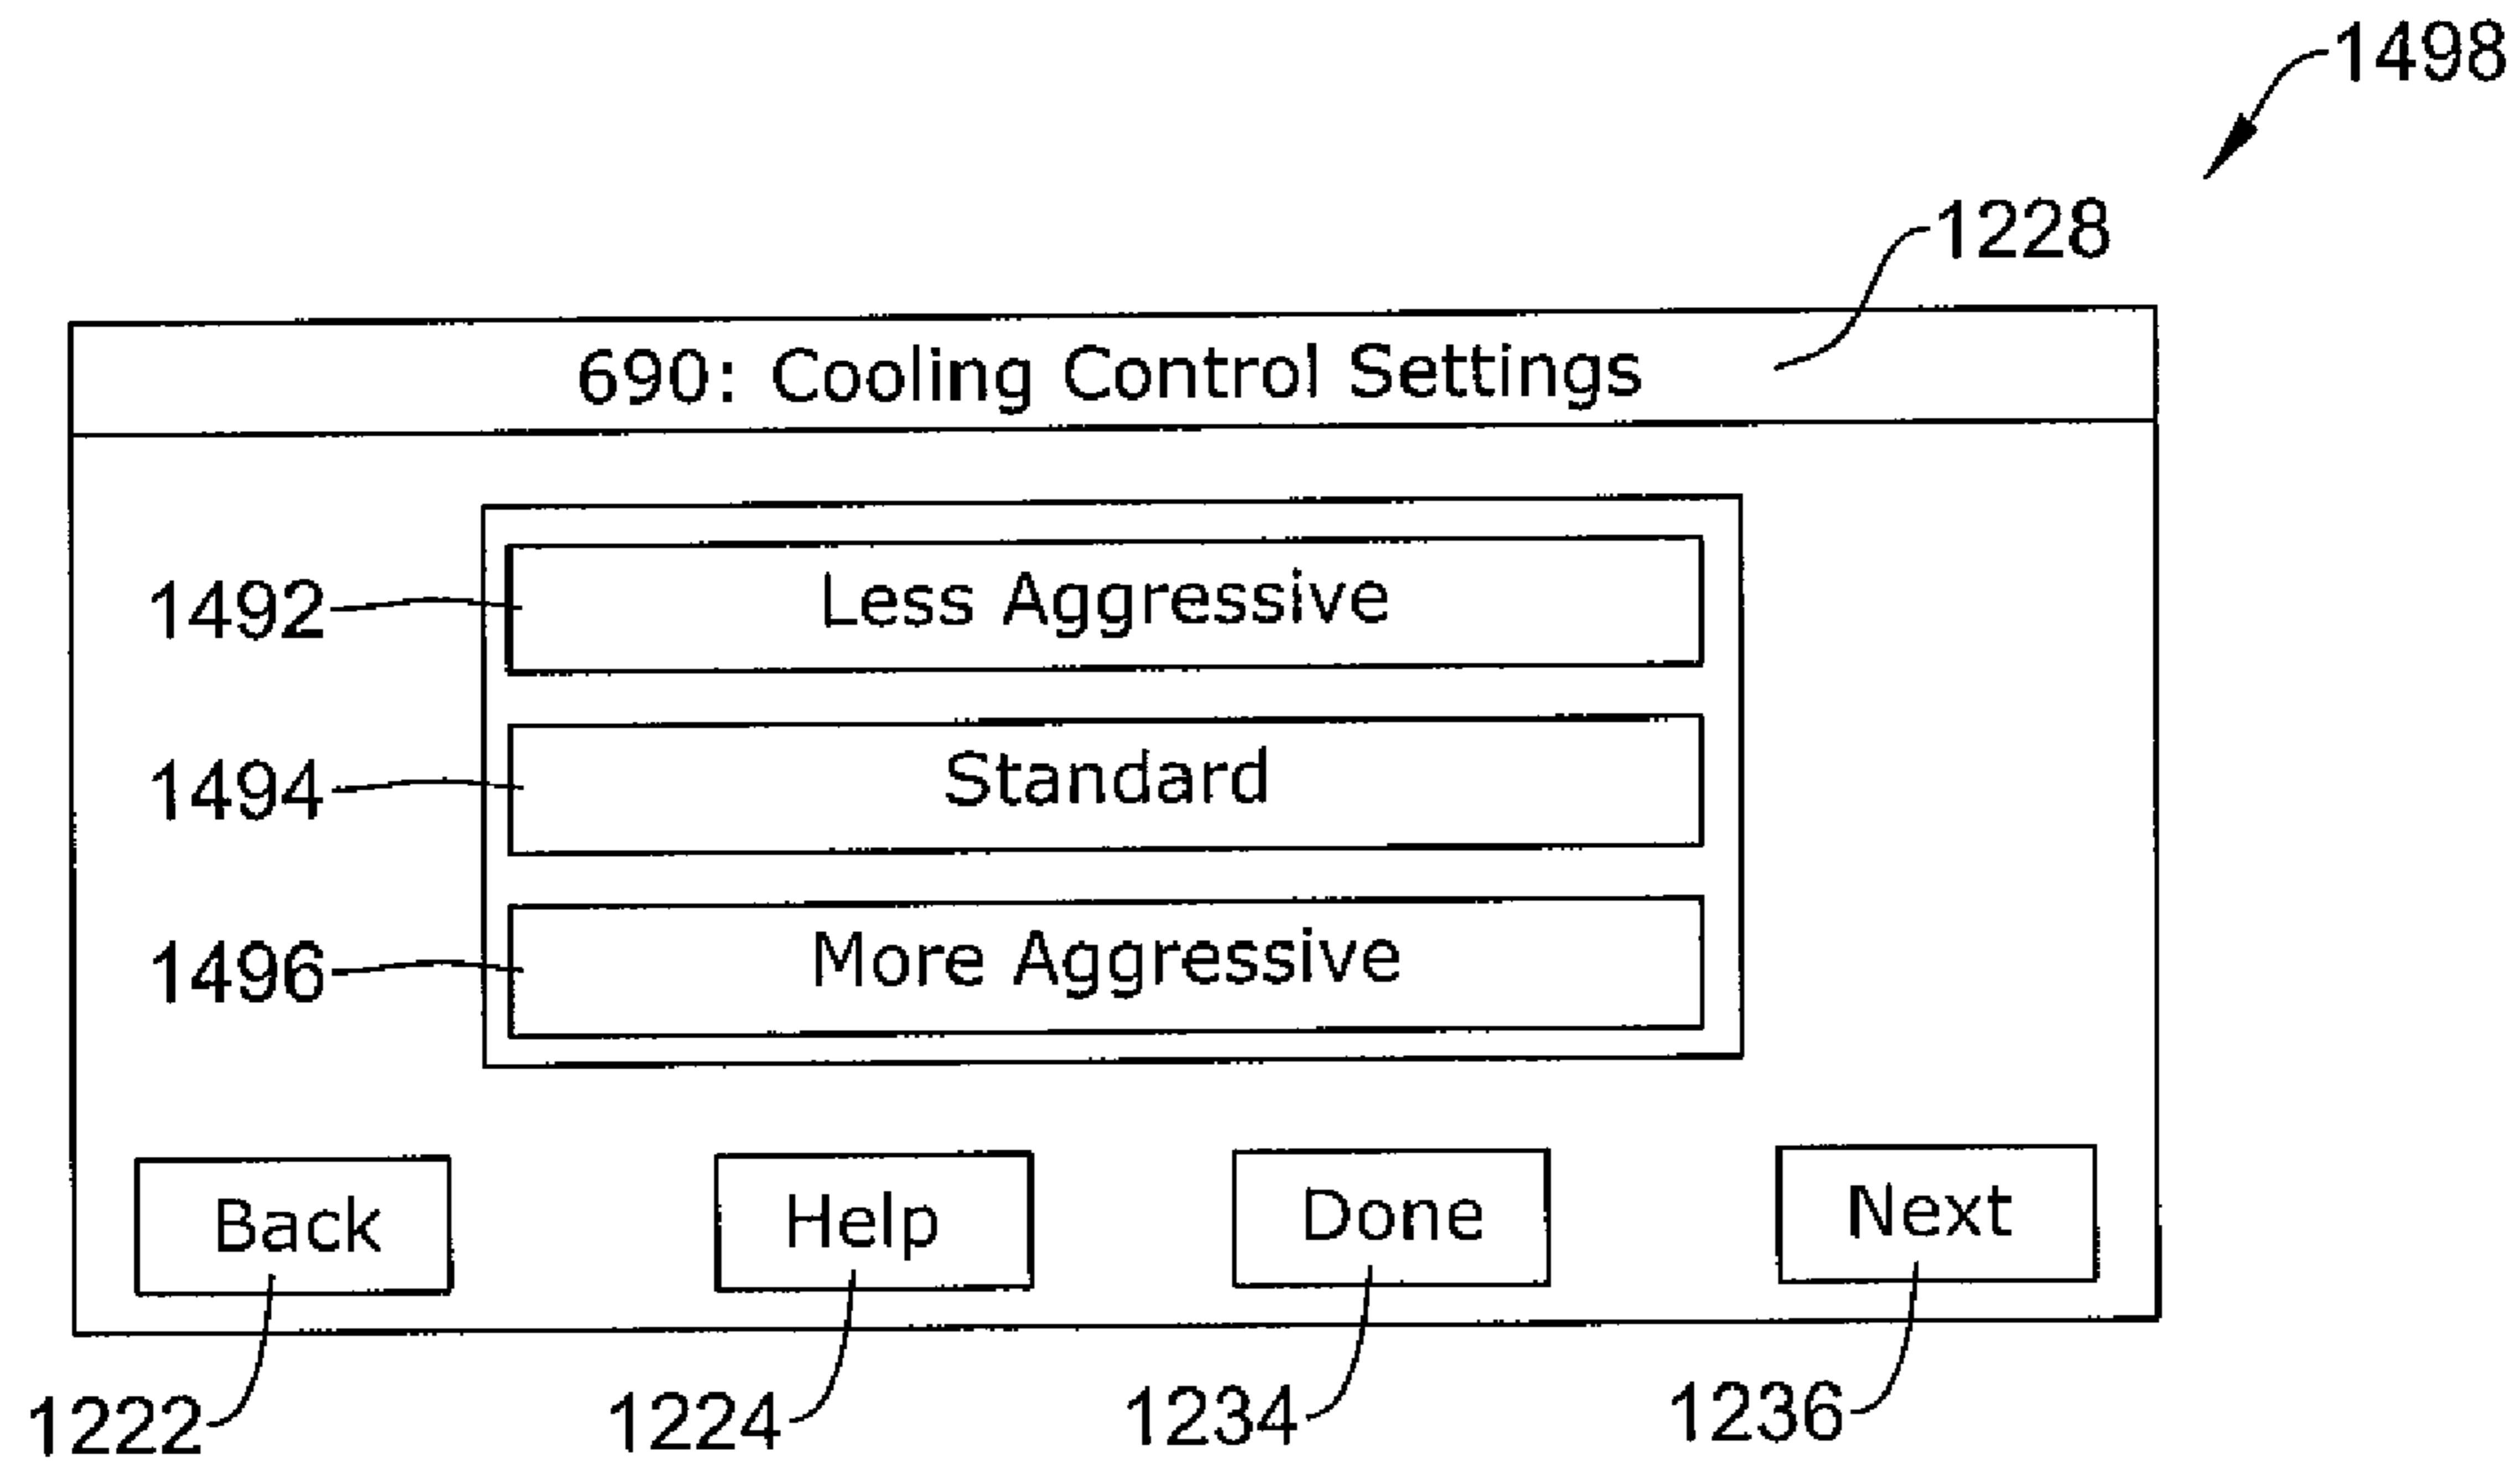 1498
1228
690: Cooling Control Settings
1492 Less Aggressive
1494 Standard
1496 More Aggressive
Back Help Done Next
1222 1224 1234 1236